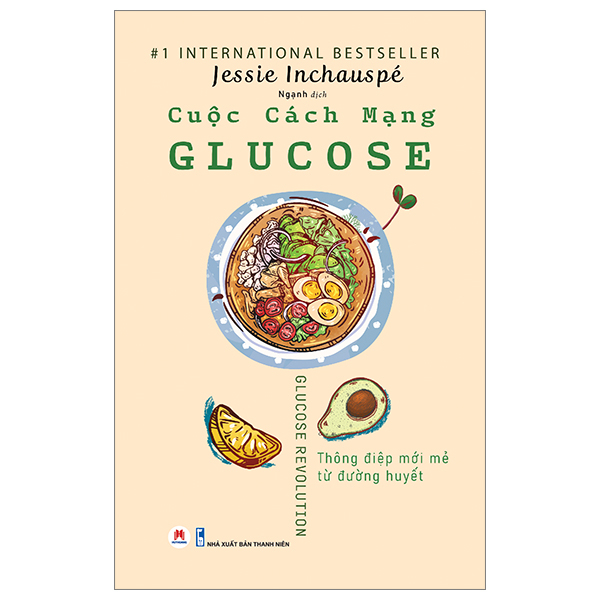 #1 INTERNATIONAL BESTSELLER
Jessie Inchauspé
Ngạnh dịch
Cuộc Cách Mạng
GLUCOSE
GLUCOSE REVOLUTION
Thông điệp mới mẻ
từ đường huyết
NHÀ XUẤT BẢN THANH NIÊN